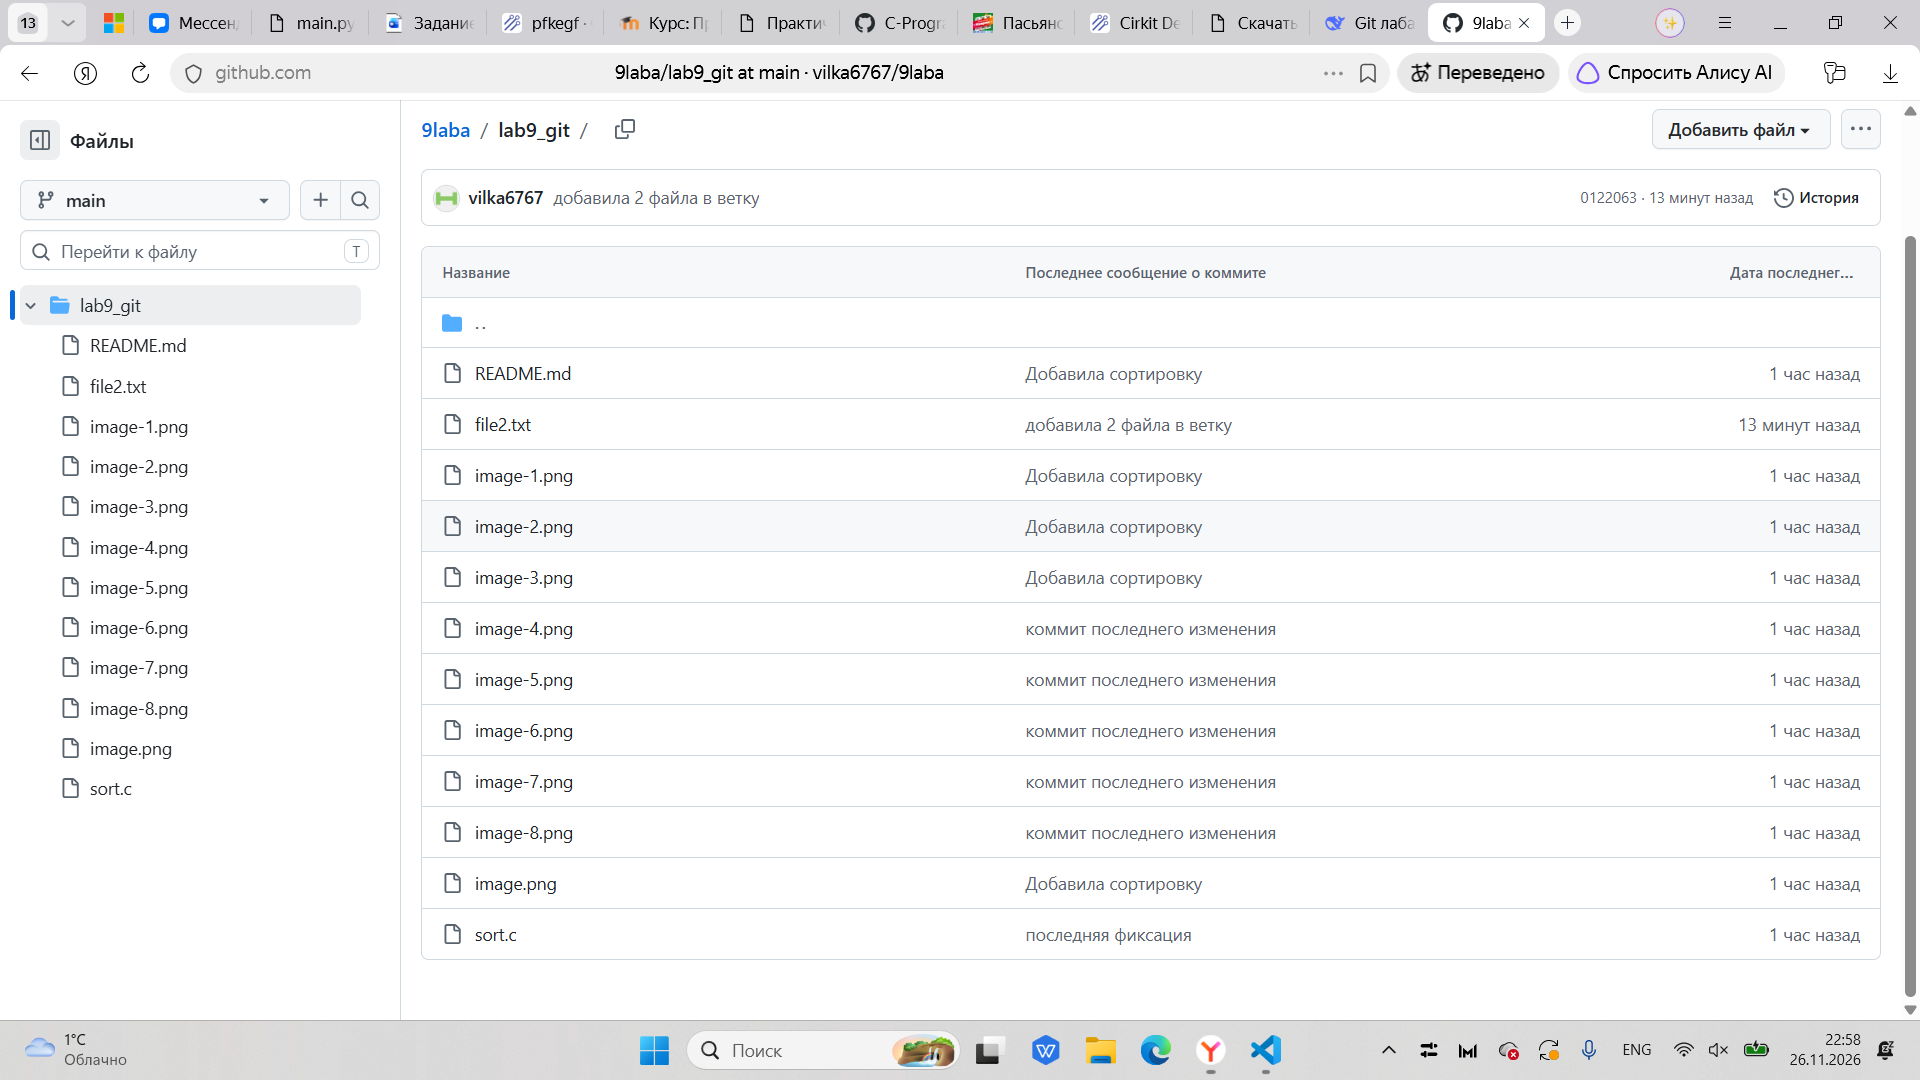 13
Мессенд
main.py
Задание
pfkegf ·
Курс: Пр
Практич
C-Progra
Пасьянс
Cirkit De
Скачать
Git лаба
9laba
github.com
9laba/lab9_git at main · vilka6767/9laba
Переведено
Спросить Алису AI
Файлы
main
Перейти к файлу
T
lab9_git
README.md
file2.txt
image-1.png
image-2.png
image-3.png
image-4.png
image-5.png
image-6.png
image-7.png
image-8.png
image.png
sort.c
9laba / lab9_git /
Добавить файл
vilka6767 добавила 2 файла в ветку
0122063 · 13 минут назад
История
Название Последнее сообщение о коммите Дата последнег...
..
README.md Добавила сортировку 1 час назад
file2.txt добавила 2 файла в ветку 13 минут назад
image-1.png Добавила сортировку 1 час назад
image-2.png Добавила сортировку 1 час назад
image-3.png Добавила сортировку 1 час назад
image-4.png коммит последнего изменения 1 час назад
image-5.png коммит последнего изменения 1 час назад
image-6.png коммит последнего изменения 1 час назад
image-7.png коммит последнего изменения 1 час назад
image-8.png коммит последнего изменения 1 час назад
image.png Добавила сортировку 1 час назад
sort.c последняя фиксация 1 час назад
1°C
Облачно
Поиск
ENG
22:58
26.11.2026